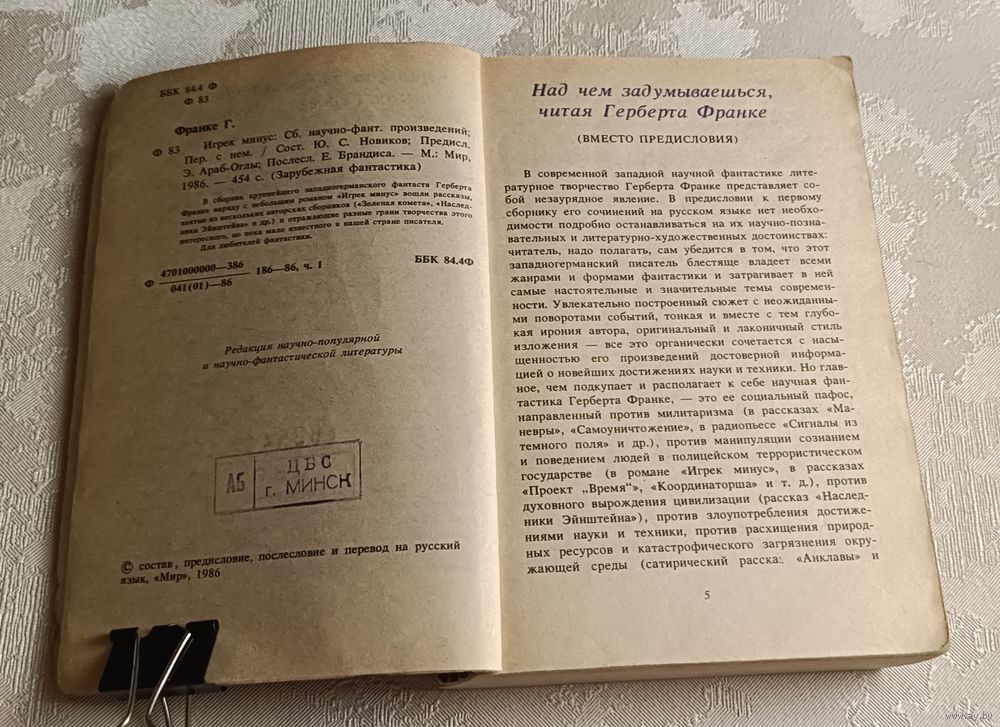 ББК 84.4 Ф
Ф 83
Франке Г.
Ф 83 Игрек минус: Сб. научно-фант. произведений;
Пер. с нем. / Сост. Ю. С. Новиков; Предисл.
Э. Араб-Оглы; Послесл. Е. Брандиса. — М.: Мир,
1986. — 454 с. (Зарубежная фантастика)
В сборник крупнейшего западногерманского фантаста Герберта
Франке наряду с небольшим романом «Игрек минус» вошли рассказы,
взятые из нескольких авторских сборников («Зеленая комета», «Наслед-
ники Эйнштейна» и др.) и отражающие разные грани творчества этого
интересного, но пока мало известного в нашей стране писателя.
Для любителей фантастики.
Ф 4701000000—386 186—86, ч. 1
041(01)—86
ББК 84.4Ф
Редакция научно-популярной
и научно-фантастической литературы
АБ ЦБС
г. МИНСК
© состав, предисловие, послесловие и перевод на русский
язык, «Мир», 1986
Над чем задумываешься,
читая Герберта Франке
(ВМЕСТО ПРЕДИСЛОВИЯ)
В современной западной научной фантастике лите-
ратурное творчество Герберта Франке представляет со-
бой незаурядное явление. В предисловии к первому
сборнику его сочинений на русском языке нет необхо-
димости подробно останавливаться на их научно-позна-
вательных и литературно-художественных достоинствах:
читатель, надо полагать, сам убедится в том, что этот
западногерманский писатель блестяще владеет всеми
жанрами и формами фантастики и затрагивает в ней
самые настоятельные и значительные темы современ-
ности. Увлекательно построенный сюжет с неожиданны-
ми поворотами событий, тонкая и вместе с тем глубо-
кая ирония автора, оригинальный и лаконичный стиль
изложения — все это органически сочетается с насы-
щенностью его произведений достоверной информа-
цией о новейших достижениях науки и техники. Но глав-
ное, чем подкупает и располагает к себе научная фан-
тастика Герберта Франке, — это ее социальный пафос,
направленный против милитаризма (в рассказах «Ма-
невры», «Самоуничтожение», в радиопьесе «Сигналы из
темного поля» и др.), против манипуляции сознанием
и поведением людей в полицейском террористическом
государстве (в романе «Игрек минус», в рассказах
«Проект „Время“», «Координаторша» и т. д.), против
духовного вырождения цивилизации (рассказ «Наслед-
ники Эйнштейна»), против злоупотребления достиже-
ниями науки и техники, против расхищения природ-
ных ресурсов и катастрофического загрязнения окру-
жающей среды (сатирический рассказ «Анклавы» и
5
www.ay.by